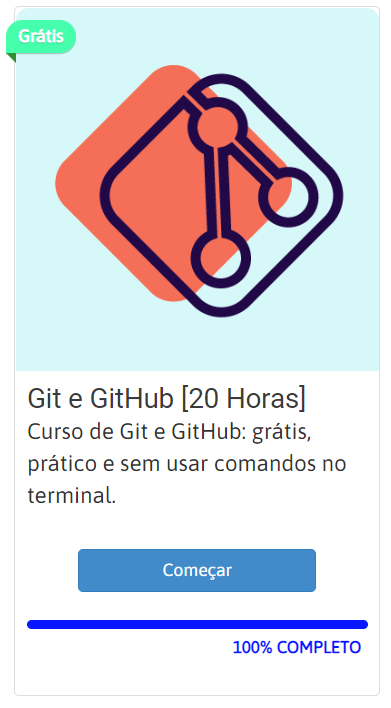 Grátis
Git e GitHub [20 Horas]
Curso de Git e GitHub: grátis,
prático e sem usar comandos no
terminal.
Começar
100% COMPLETO